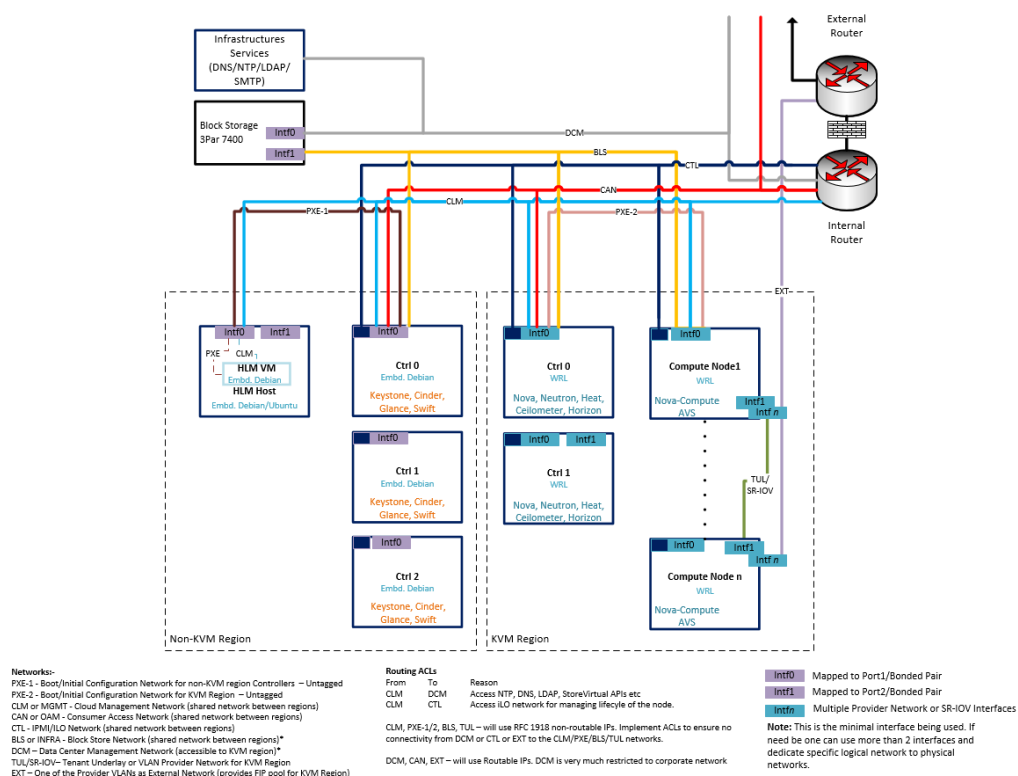 Infrastructures
Services
(DNS/NTP/LDAP/
SMTP)
External
Router
Block Storage
3Par 7400
Intf0
Intf1
DCM
BLS
CTL
CAN
CLM
PXE-1
PXE-2
Internal
Router
EXT
Intf0
Intf1
PXE
CLM
HLM VM
Embd. Debian
HLM Host
Embd. Debian/Ubuntu
Intf0
Ctrl 0
Embd. Debian
Keystone, Cinder,
Glance, Swift
Intf0
Ctrl 1
Embd. Debian
Keystone, Cinder,
Glance, Swift
Intf0
Ctrl 2
Embd. Debian
Keystone, Cinder,
Glance, Swift
Non-KVM Region
Intf0
Ctrl 0
WRL
Nova, Neutron, Heat,
Ceilometer, Horizon
Intf0
Intf1
Ctrl 1
WRL
Nova, Neutron, Heat,
Ceilometer, Horizon
Intf0
Compute Node1
WRL
Nova-Compute
AVS
Intf1
Intf n
TUL/
SR-IOV
Intf0
Intf1
Intf n
Compute Node n
WRL
Nova-Compute
AVS
KVM Region
Networks:-
PXE-1 - Boot/Initial Configuration Network for non-KVM region Controllers – Untagged
PXE-2 - Boot/Initial Configuration Network for KVM Region – Untagged
CLM or MGMT - Cloud Management Network (shared network between regions)
CAN or OAM - Consumer Access Network (shared network between regions)
CTL - IPMI/ILO Network (shared network between regions)
BLS or INFRA - Block Store Network (shared network between regions)*
DCM – Data Center Management Network (accessible to KVM region)*
TUL/SR-IOV– Tenant Underlay or VLAN Provider Network for KVM Region
EXT – One of the Provider VLANs as External Network (provides FIP pool for KVM Region)
Routing ACLs
From To Reason
CLM DCM Access NTP, DNS, LDAP, StoreVirtual APIs etc
CLM CTL Access iLO network for managing lifecyle of the node.
CLM, PXE-1/2, BLS, TUL – will use RFC 1918 non-routable IPs. Implement ACLs to ensure no
connectivity from DCM or CTL or EXT to the CLM/PXE/BLS/TUL networks.
DCM, CAN, EXT – will use Routable IPs. DCM is very much restricted to corporate network
Intf0 Mapped to Port1/Bonded Pair
Intf1 Mapped to Port2/Bonded Pair
Intfn Multiple Provider Network or SR-IOV Interfaces
Note: This is the minimal interface being used. If
need be one can use more than 2 interfaces and
dedicate specific logical network to physical
networks.